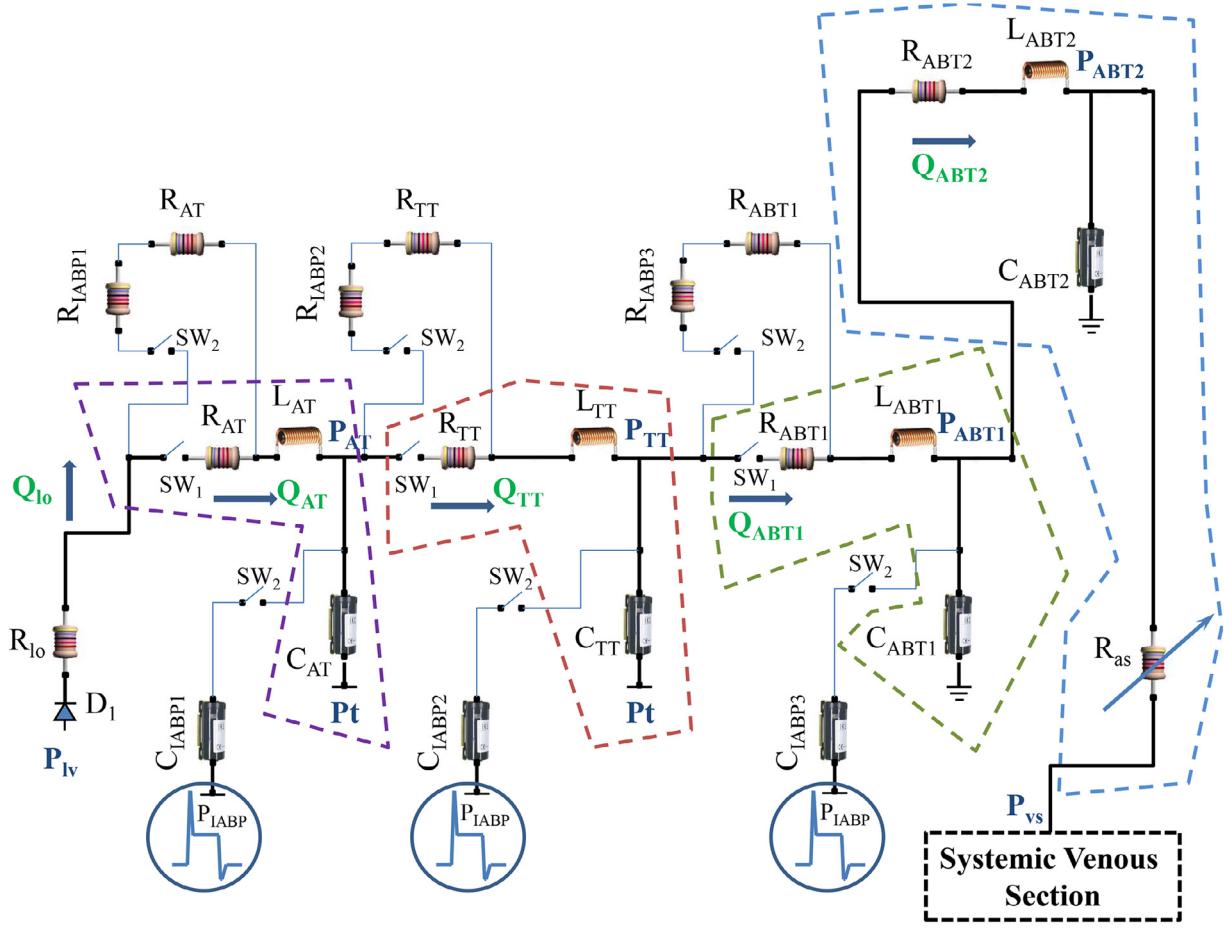 L_ABT2
R_ABT2
P_ABT2
Q_ABT2
R_AT
R_TT
R_ABT1
R_IABP1
R_IABP2
R_IABP3
C_ABT2
SW_2
SW_2
SW_2
L_AT
L_TT
L_ABT1
R_AT
P_AT
R_TT
P_TT
R_ABT1
P_ABT1
Q_lo
SW_1
Q_AT
SW_1
Q_TT
SW_1
Q_ABT1
SW_2
SW_2
SW_2
R_lo
C_AT
C_TT
C_ABT1
R_as
D_1
Pt
Pt
P_lv
C_IABP1
C_IABP2
C_IABP3
P_IABP
P_IABP
P_IABP
P_vs
Systemic Venous
Section